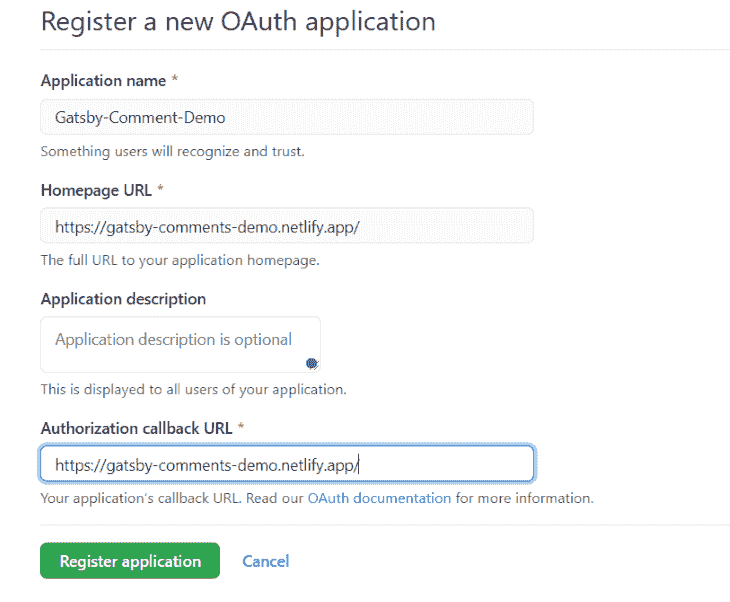 Register a new OAuth application
Application name *
Gatsby-Comment-Demo
Something users will recognize and trust.
Homepage URL *
https://gatsby-comments-demo.netlify.app/
The full URL to your application homepage.
Application description
Application description is optional
This is displayed to all users of your application.
Authorization callback URL *
https://gatsby-comments-demo.netlify.app/
Your application's callback URL. Read our OAuth documentation for more information.
Register application Cancel